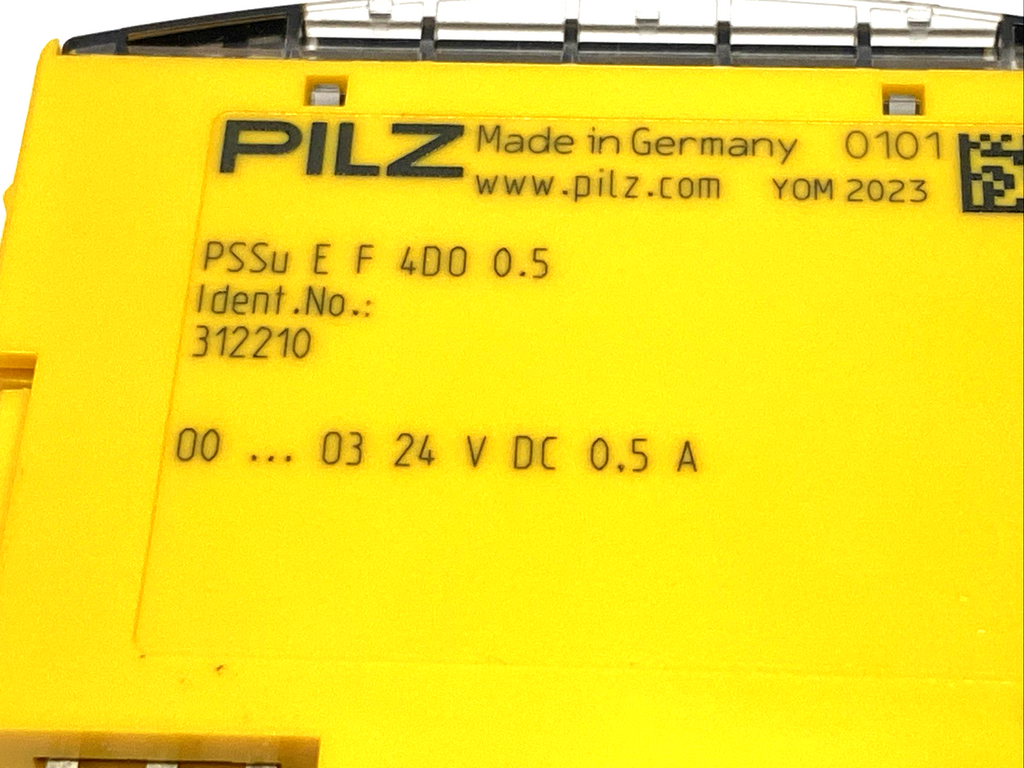 PILZ Made in Germany 0101
www.pilz.com YOM 2023
PSSu E F 4DO 0.5
Ident.No.:
312210
00 ... 03 24 V DC 0.5 A